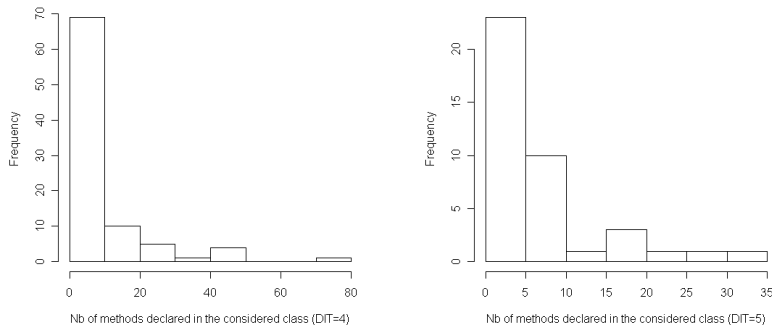 Frequency
0 10 20 30 40 50 60 70
0 20 40 60 80
Nb of methods declared in the considered class (DIT=4)
Frequency
0 5 10 15 20
0 5 10 15 20 25 30 35
Nb of methods declared in the considered class (DIT=5)